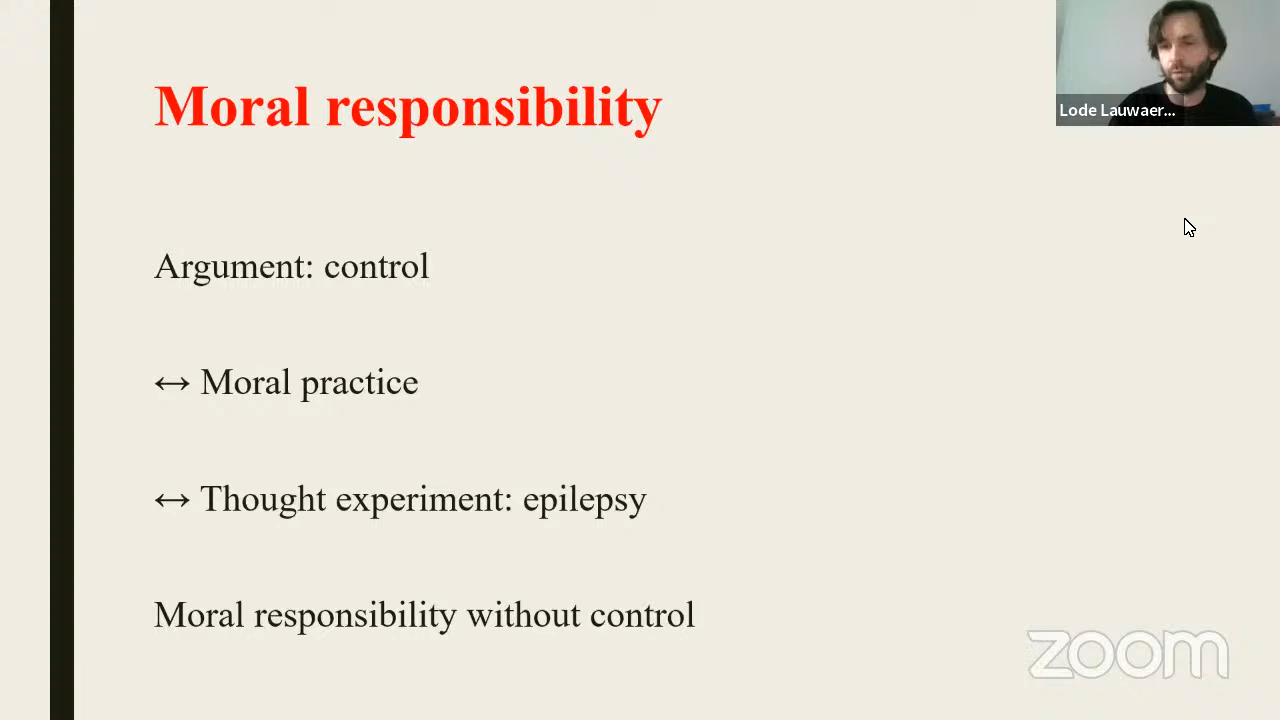 Moral responsibility
Lode Lauwaer...
Argument: control
↔ Moral practice
↔ Thought experiment: epilepsy
Moral responsibility without control
zoom